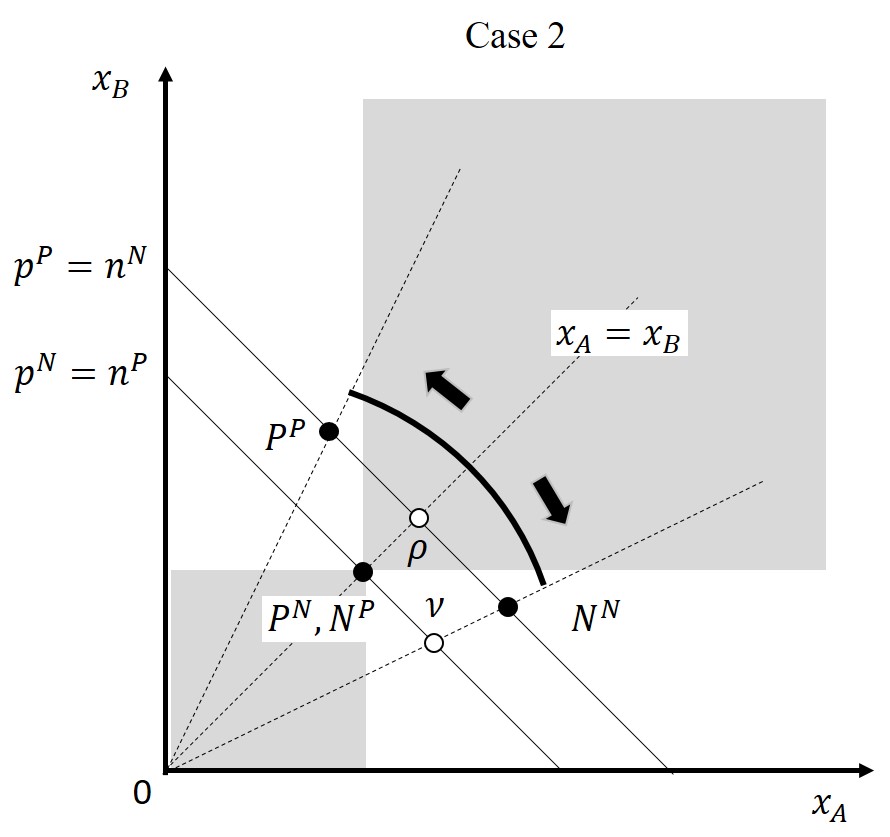 Case 2
x_B
p^P = n^N
x_A = x_B
p^N = n^P
P^P
ρ
P^N, N^P
ν
N^N
0
x_A